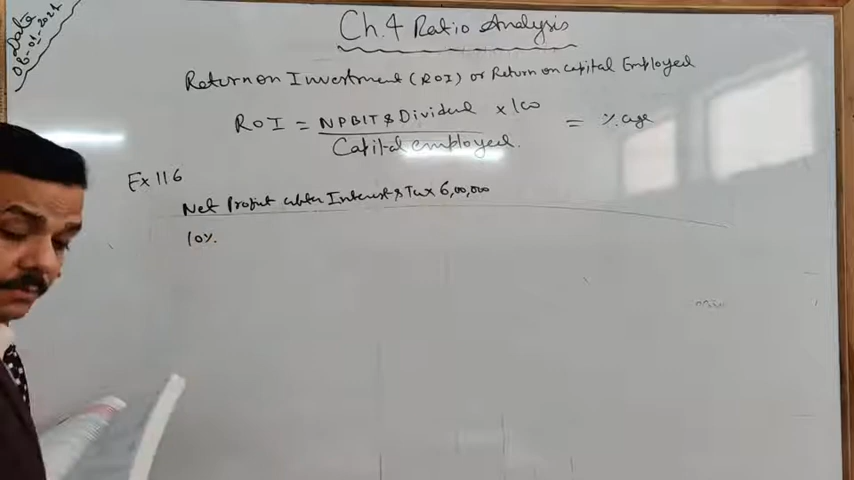 Date
06-01-2021
Ch.4 Ratio Analysis
Return on Investment (ROI) or Return on Capital Employed
ROI = NPBIT & Dividend × 100 = %age
Capital employed.
Ex 116
Net Profit after Interest & Tax 6,00,000
10%